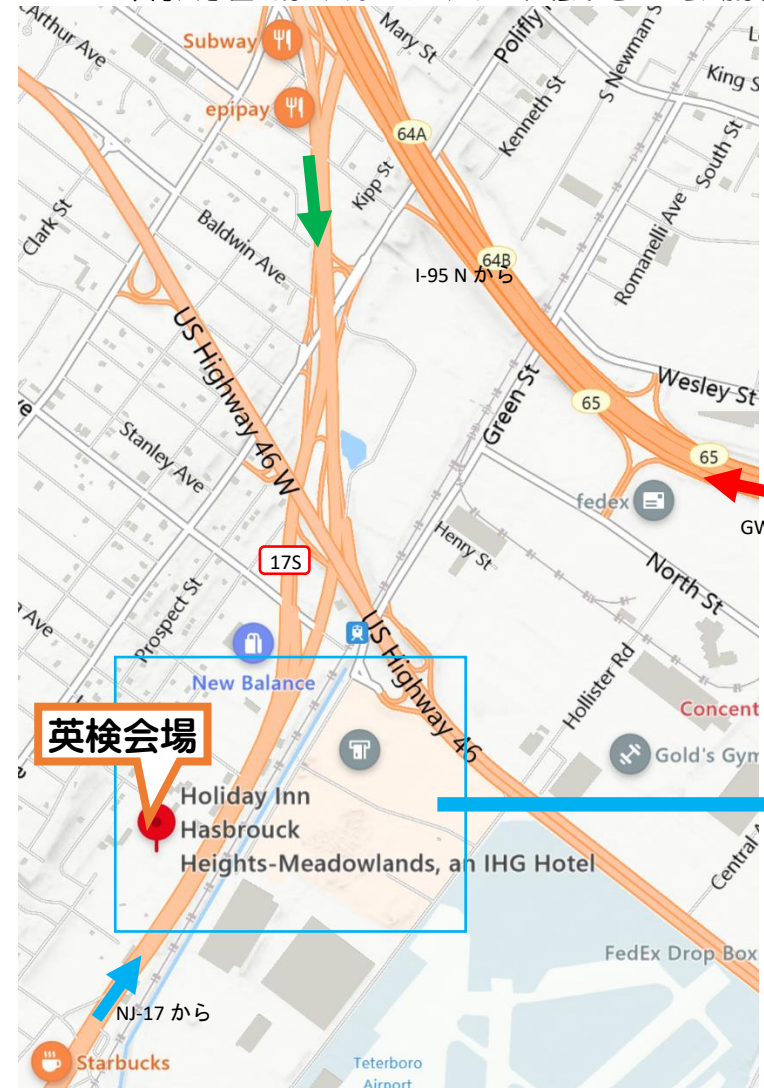 Arthur Ave
Subway
Mary St
Polifly
S Newman S
King S
epipay
64A
Kenneth St
South St
Kipp St
Clark St
Baldwin Ave
64B
I-95 N から
Romanelli Ave
US Highway 46 W
Green St
Wesley St
65
65
Stanley Ave
fedex
GW
Henry St
North St
17S
Prospect St
Ave
US Highway 46
New Balance
Hollister Rd
Concent
英検会場
Gold's Gym
Holiday Inn
Hasbrouck
Heights-Meadowlands, an IHG Hotel
Central A
FedEx Drop Box
NJ-17 から
Starbucks
Teterboro
Airport